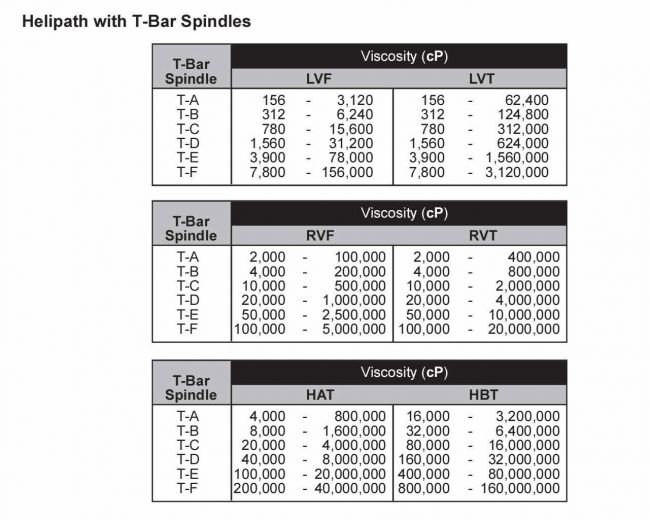 Helipath with T-Bar Spindles
T-Bar Spindle Viscosity (cP)
LVF LVT
T-A 156 - 3,120 156 - 62,400
T-B 312 - 6,240 312 - 124,800
T-C 780 - 15,600 780 - 312,000
T-D 1,560 - 31,200 1,560 - 624,000
T-E 3,900 - 78,000 3,900 - 1,560,000
T-F 7,800 - 156,000 7,800 - 3,120,000
T-Bar Spindle Viscosity (cP)
RVF RVT
T-A 2,000 - 100,000 2,000 - 400,000
T-B 4,000 - 200,000 4,000 - 800,000
T-C 10,000 - 500,000 10,000 - 2,000,000
T-D 20,000 - 1,000,000 20,000 - 4,000,000
T-E 50,000 - 2,500,000 50,000 - 10,000,000
T-F 100,000 - 5,000,000 100,000 - 20,000,000
T-Bar Spindle Viscosity (cP)
HAT HBT
T-A 4,000 - 800,000 16,000 - 3,200,000
T-B 8,000 - 1,600,000 32,000 - 6,400,000
T-C 20,000 - 4,000,000 80,000 - 16,000,000
T-D 40,000 - 8,000,000 160,000 - 32,000,000
T-E 100,000 - 20,000,000 400,000 - 80,000,000
T-F 200,000 - 40,000,000 800,000 - 160,000,000